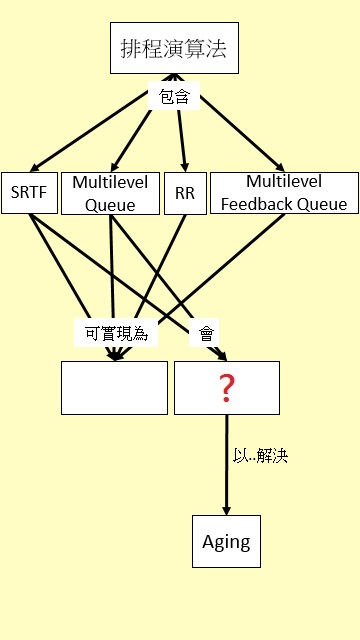 排程演算法
包含
SRTF
Multilevel
Queue
RR
Multilevel
Feedback Queue
可實現為
會
?
以..解決
Aging